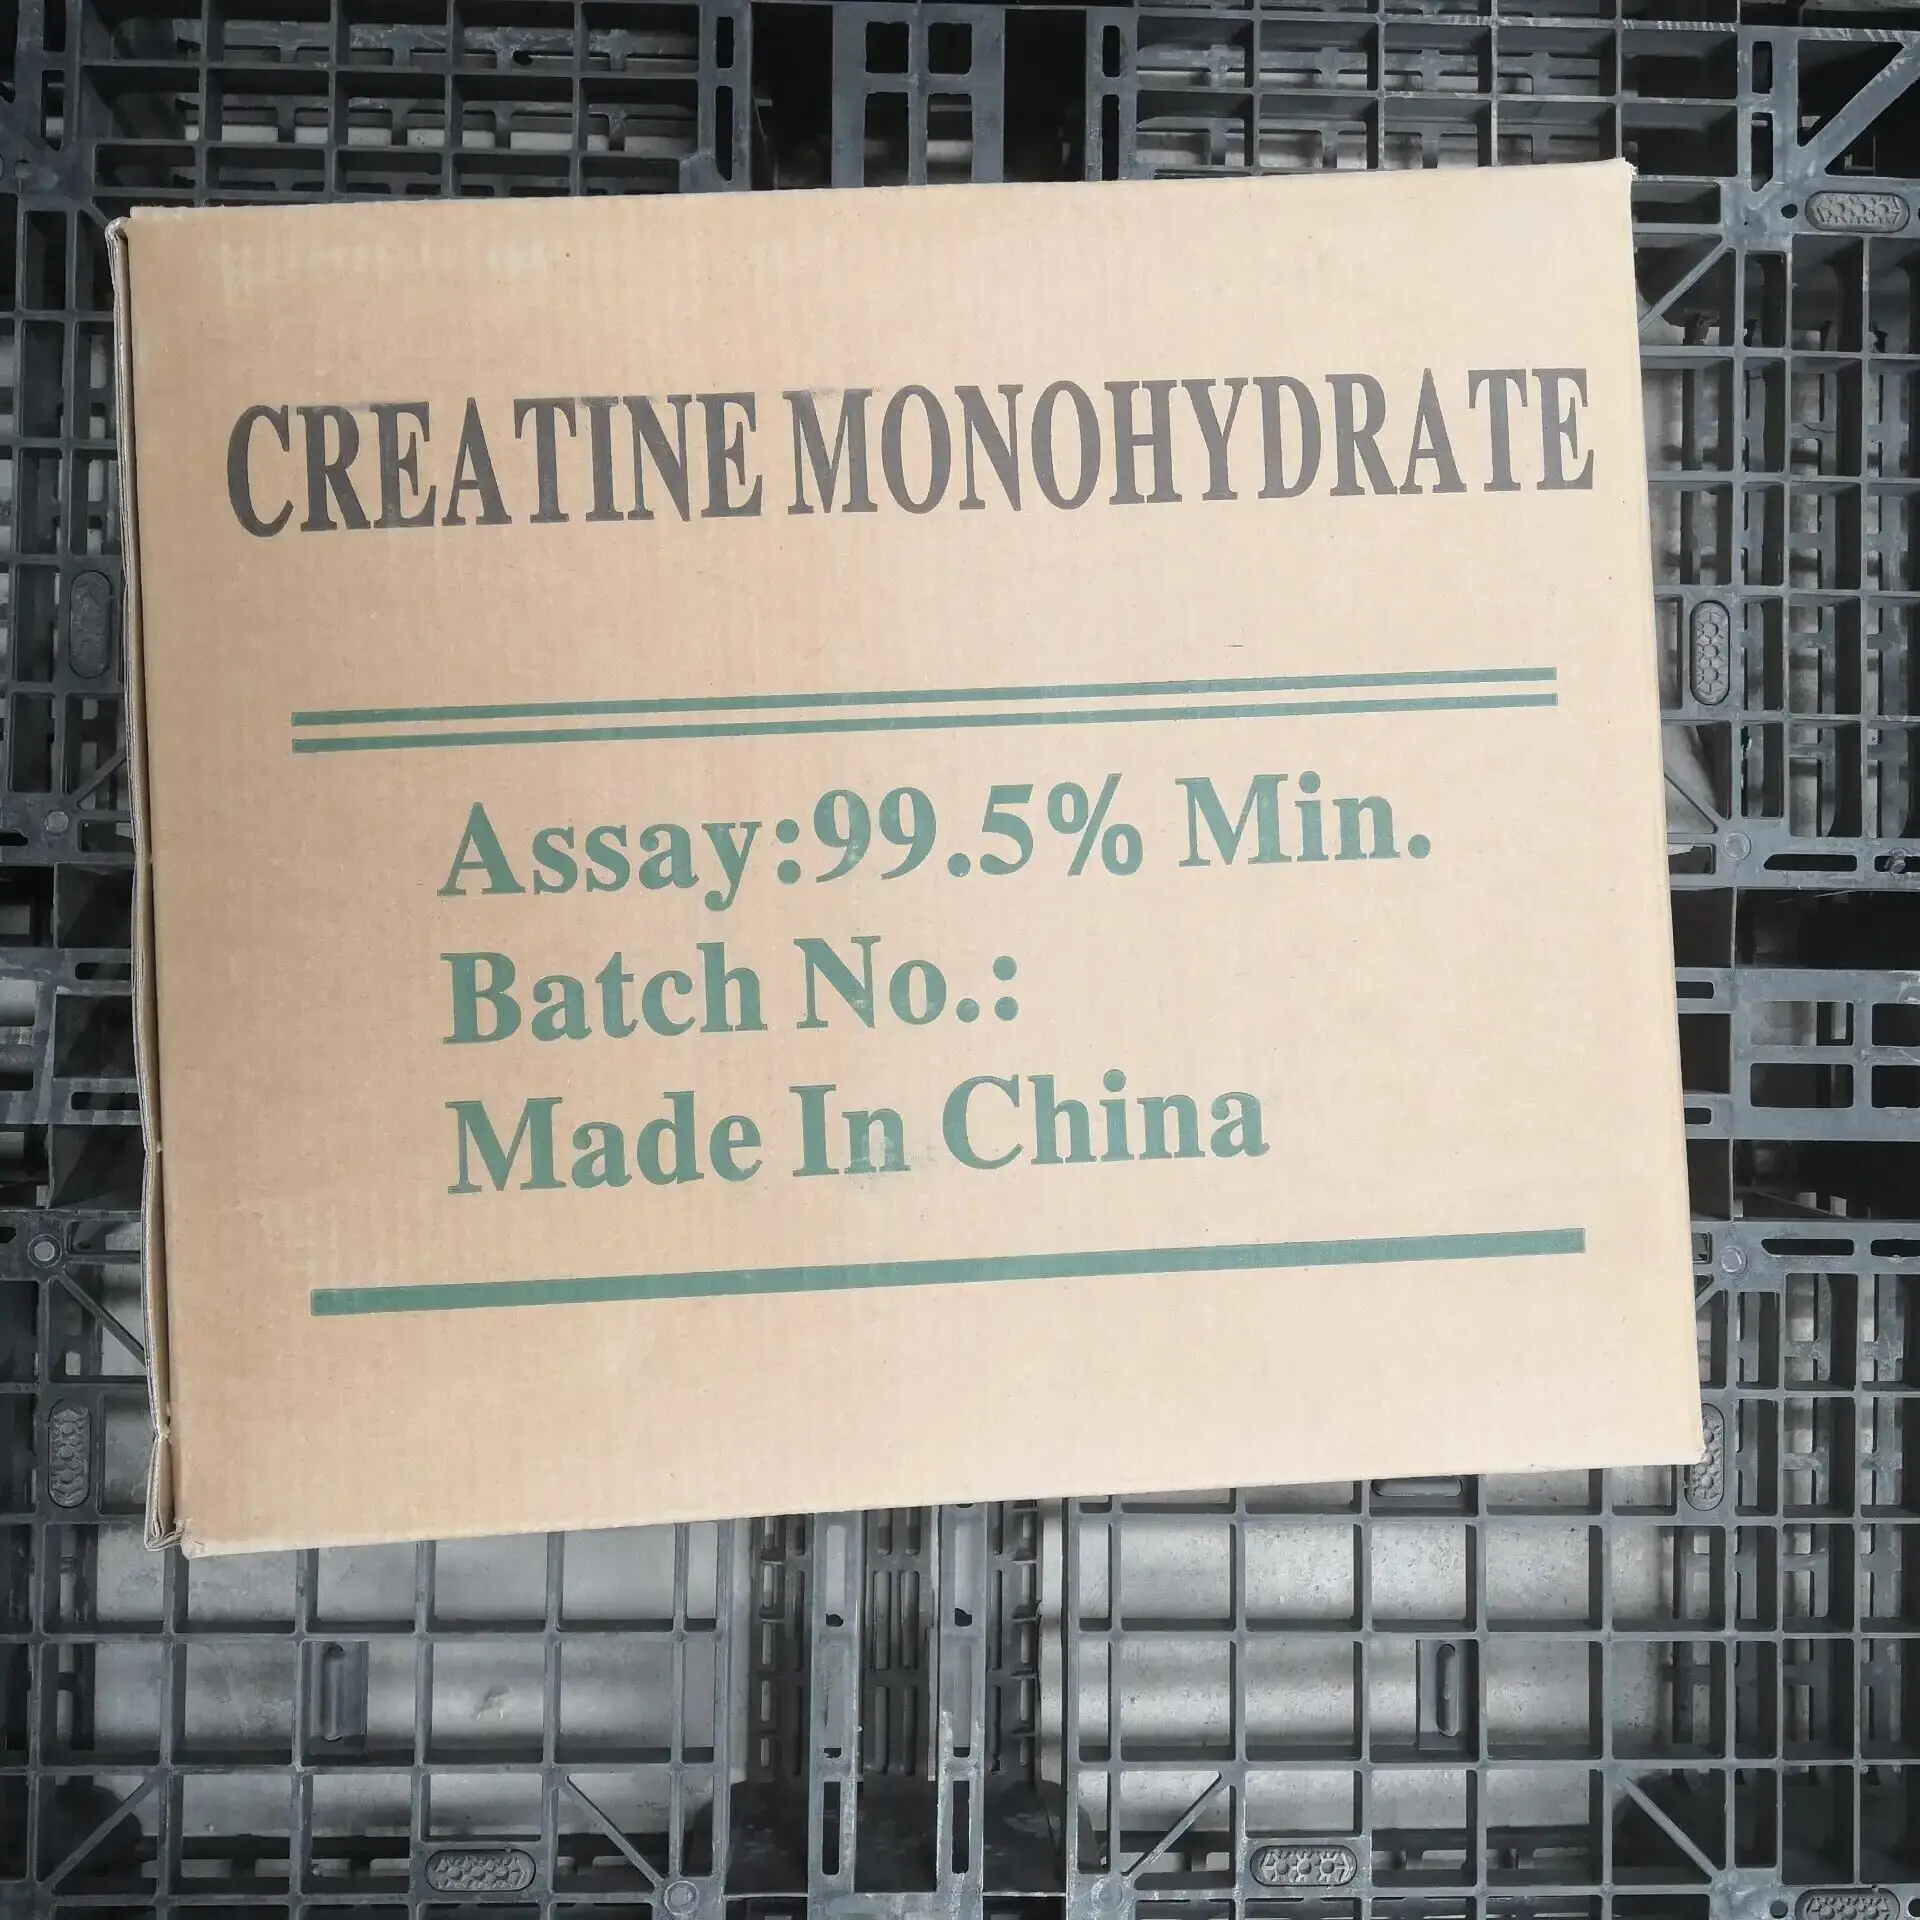 CREATINE MONOHYDRATE
Assay:99.5% Min.
Batch No.:
Made In China